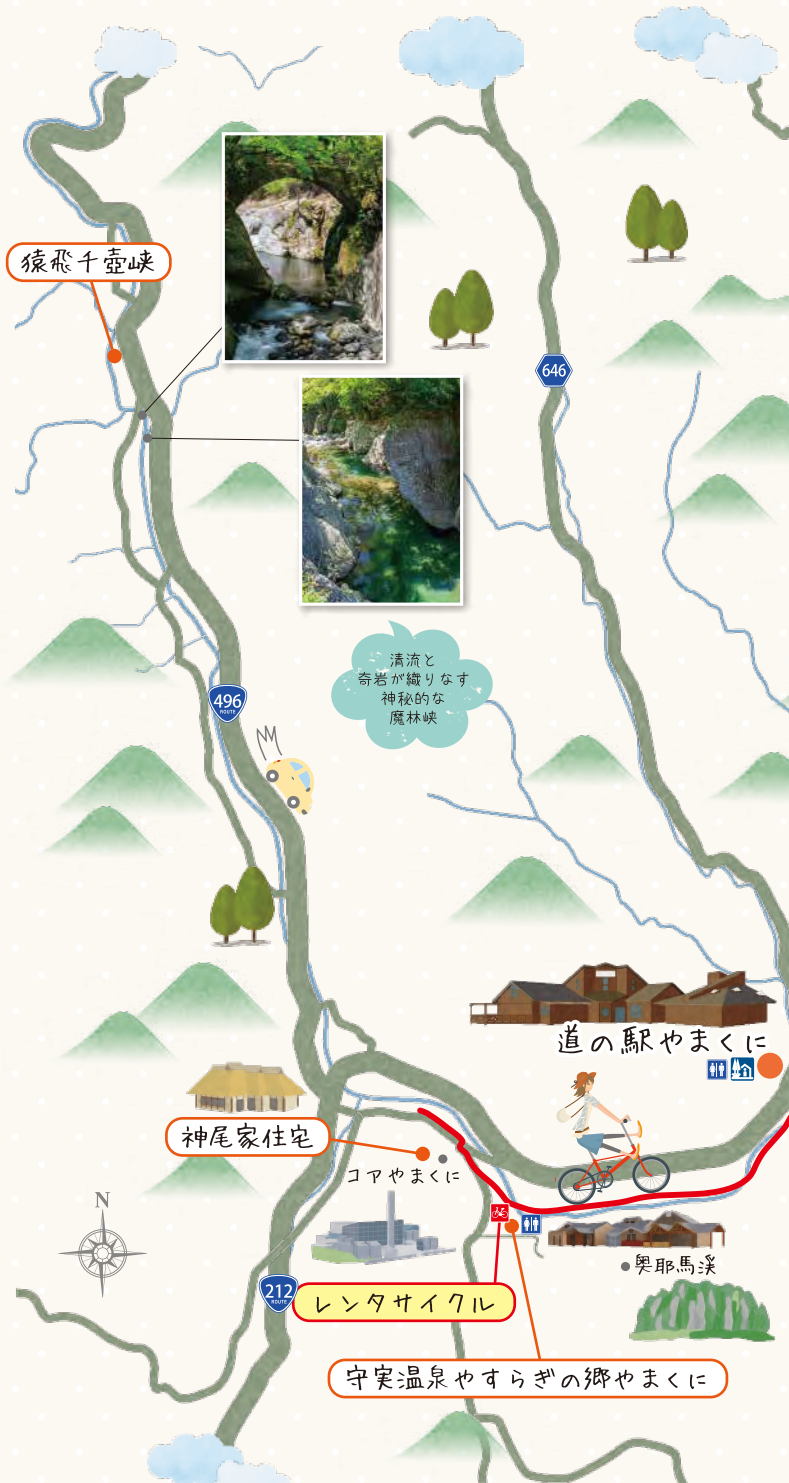 猿飛千壺峡
646
清流と
奇岩が織りなす
神秘的な
魔林峡
496
ROUTE
道の駅やまくに
神尾家住宅
コアやまくに
N
奥耶馬渓
212
ROUTE
レンタサイクル
守実温泉やすらぎの郷やまくに